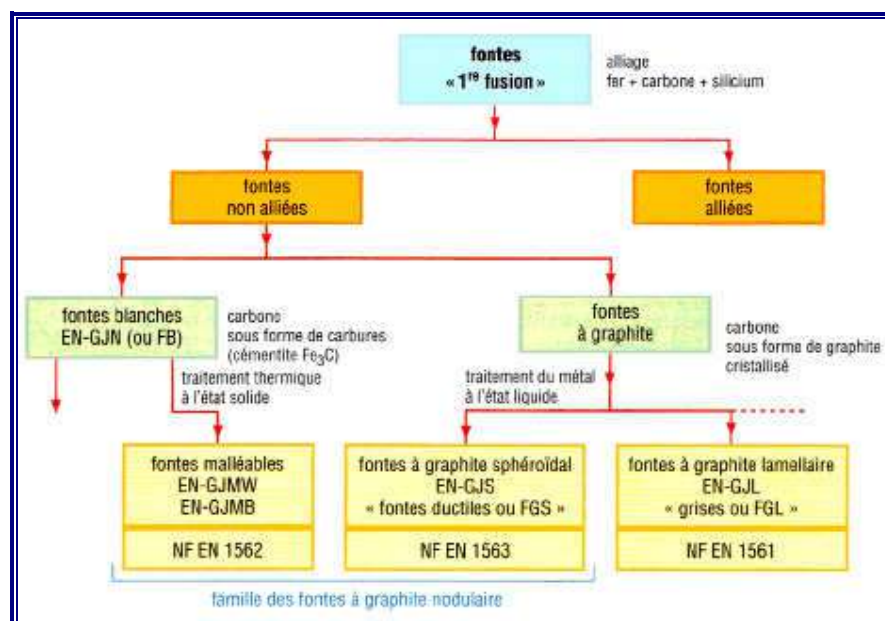 fontes
« 1re fusion »
alliage
fer + carbone + silicium
fontes
non alliées
fontes
alliées
fontes blanches
EN-GJN (ou FB)
carbone
sous forme de carbures
(cémentite Fe3C)
fontes
à graphite
carbone
sous forme de graphite
cristallisé
traitement thermique
à l'état solide
traitement du métal
à l'état liquide
fontes malléables
EN-GJMW
EN-GJMB
NF EN 1562
fontes à graphite sphéroïdal
EN-GJS
« fontes ductiles ou FGS »
NF EN 1563
fontes à graphite lamellaire
EN-GJL
« grises ou FGL »
NF EN 1561
famille des fontes à graphite nodulaire